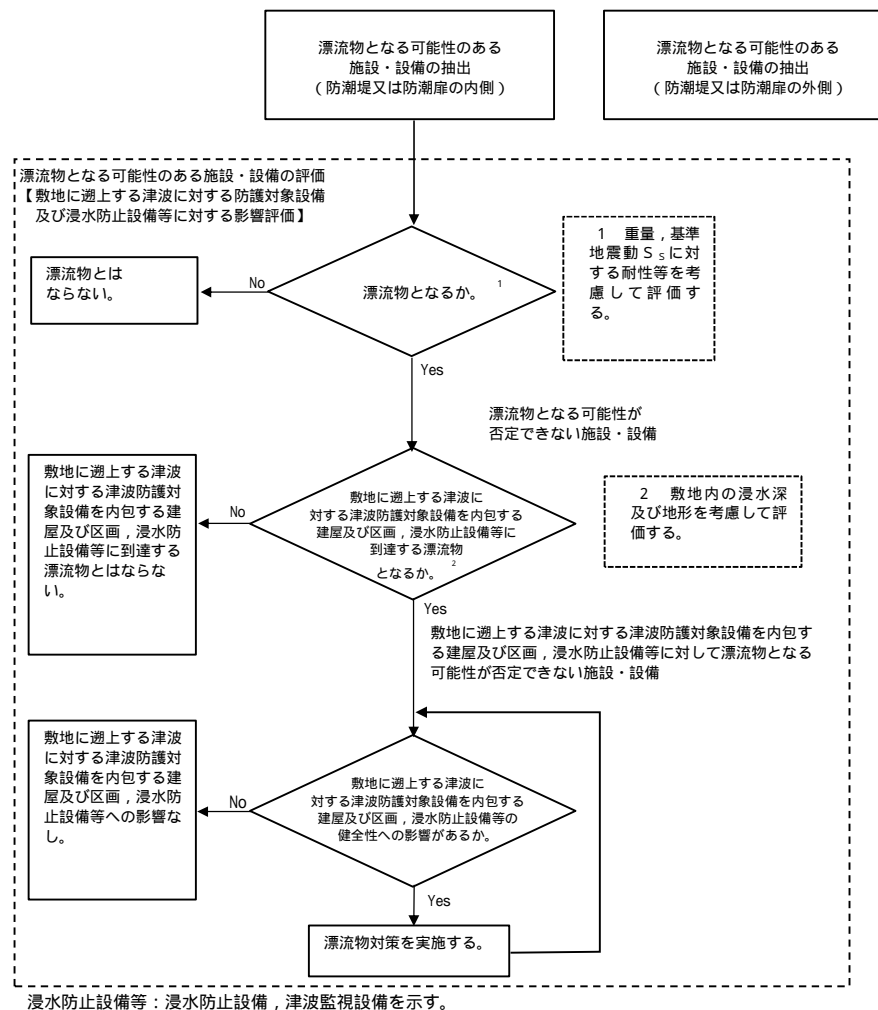 漂流物となる可能性のある
施設・設備の抽出
(防潮堤又は防潮扉の内側)
漂流物となる可能性のある
施設・設備の抽出
(防潮堤又は防潮扉の外側)
漂流物となる可能性のある施設・設備の評価
【敷地に遡上する津波に対する防護対象設備
及び浸水防止設備等に対する影響評価】
漂流物とは
ならない。
No
漂流物となるか。 1
1 重量,基準
地震動SSに対
する耐性等を考
慮して評価す
る。
Yes
漂流物となる可能性が
否定できない施設・設備
敷地に遡上する津波
に対する津波防護対
象設備を内包する建
屋及び区画,浸水防
止設備等に到達する
漂流物とはならな
い。
No
敷地に遡上する津波に
対する津波防護対象設備を内包する
建屋及び区画,浸水防止設備等に
到達する漂流物
となるか。 2
2 敷地内の浸水深
及び地形を考慮して評
価する。
Yes
敷地に遡上する津波に対する津波防護対象設備を内包す
る建屋及び区画,浸水防止設備等に対して漂流物となる
可能性が否定できない施設・設備
敷地に遡上する津波
に対する津波防護対
象設備を内包する建
屋及び区画,浸水防
止設備等への影響な
し。
No
敷地に遡上する津波に
対する津波防護対象設備を内包する
建屋及び区画,浸水防止設備等の
健全性への影響があるか。
Yes
漂流物対策を実施する。
浸水防止設備等:浸水防止設備,津波監視設備を示す。